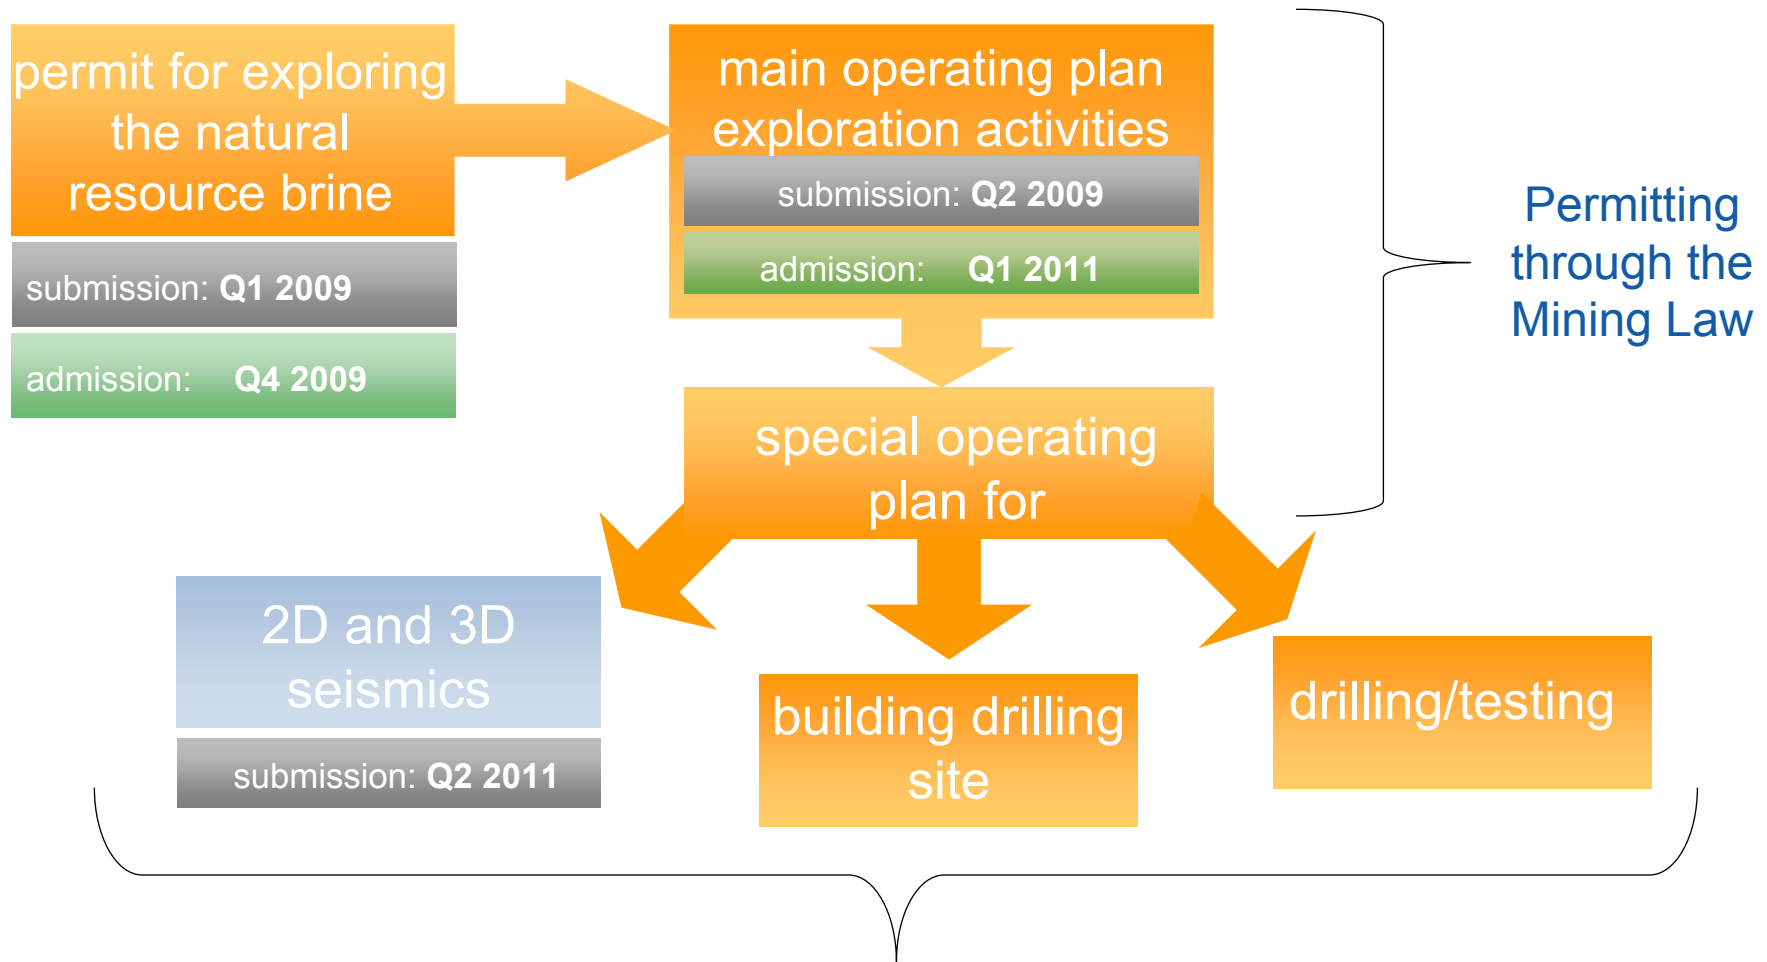 permit for exploring
the natural
resource brine
submission: Q1 2009
admission: Q4 2009
main operating plan
exploration activities
submission: Q2 2009
admission: Q1 2011
Permitting
through the
Mining Law
special operating
plan for
2D and 3D
seismics
submission: Q2 2011
building drilling
site
drilling/testing